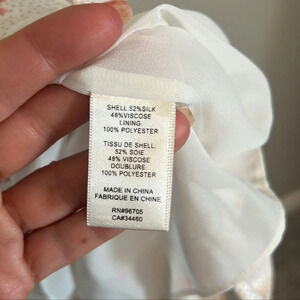 SHELL:52%SILK
48%VISCOSE
LINING:
100% POLYESTER
TISSU DE SHELL:
52% SOIE
48% VISCOSE
DOUBLURE:
100% POLYESTER
MADE IN CHINA
FABRIQUE EN CHINE
RN#96705
CA#34460